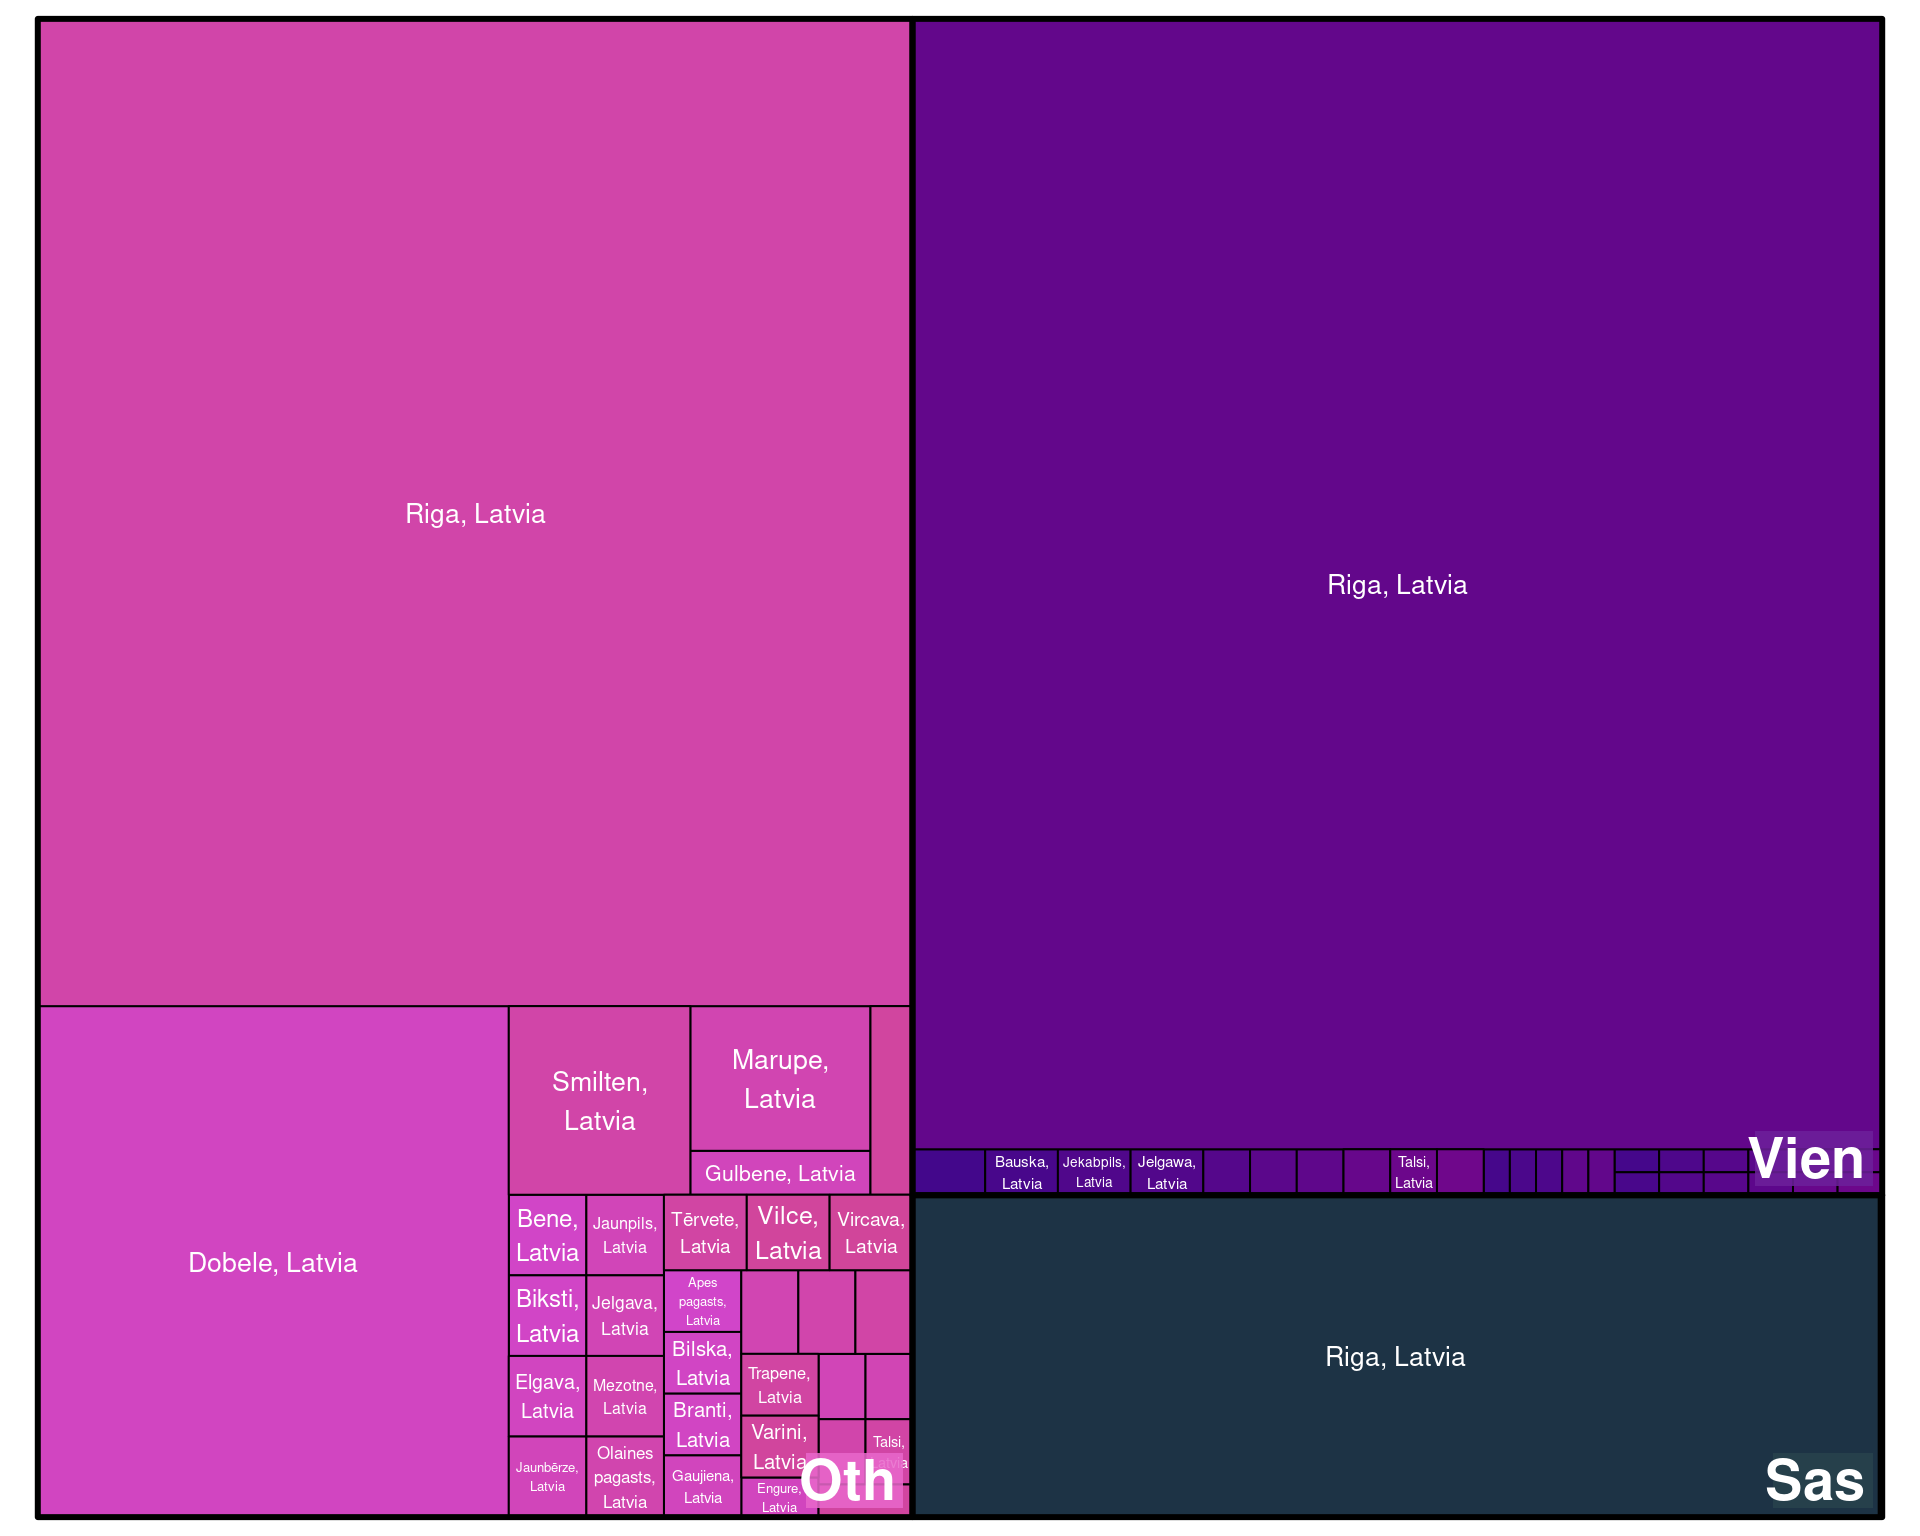 Riga, Latvia
Dobele, Latvia
Smilten,
Latvia
Marupe,
Latvia
Gulbene, Latvia
Bene,
Latvia
Jaunpils,
Latvia
Tērvete,
Latvia
Vilce,
Latvia
Vircava,
Latvia
Biksti,
Latvia
Jelgava,
Latvia
Apes
pagasts,
Latvia
Bilska,
Latvia
Elgava,
Latvia
Mezotne,
Latvia
Trapene,
Latvia
Branti,
Latvia
Varini,
Latvia
Talsi,
Latvia
Jaunbērze,
Latvia
Olaines
pagasts,
Latvia
Gaujiena,
Latvia
Engure,
Latvia
Oth
Riga, Latvia
Bauska,
Latvia
Jekabpils,
Latvia
Jelgawa,
Latvia
Talsi,
Latvia
Vien
Riga, Latvia
Sas